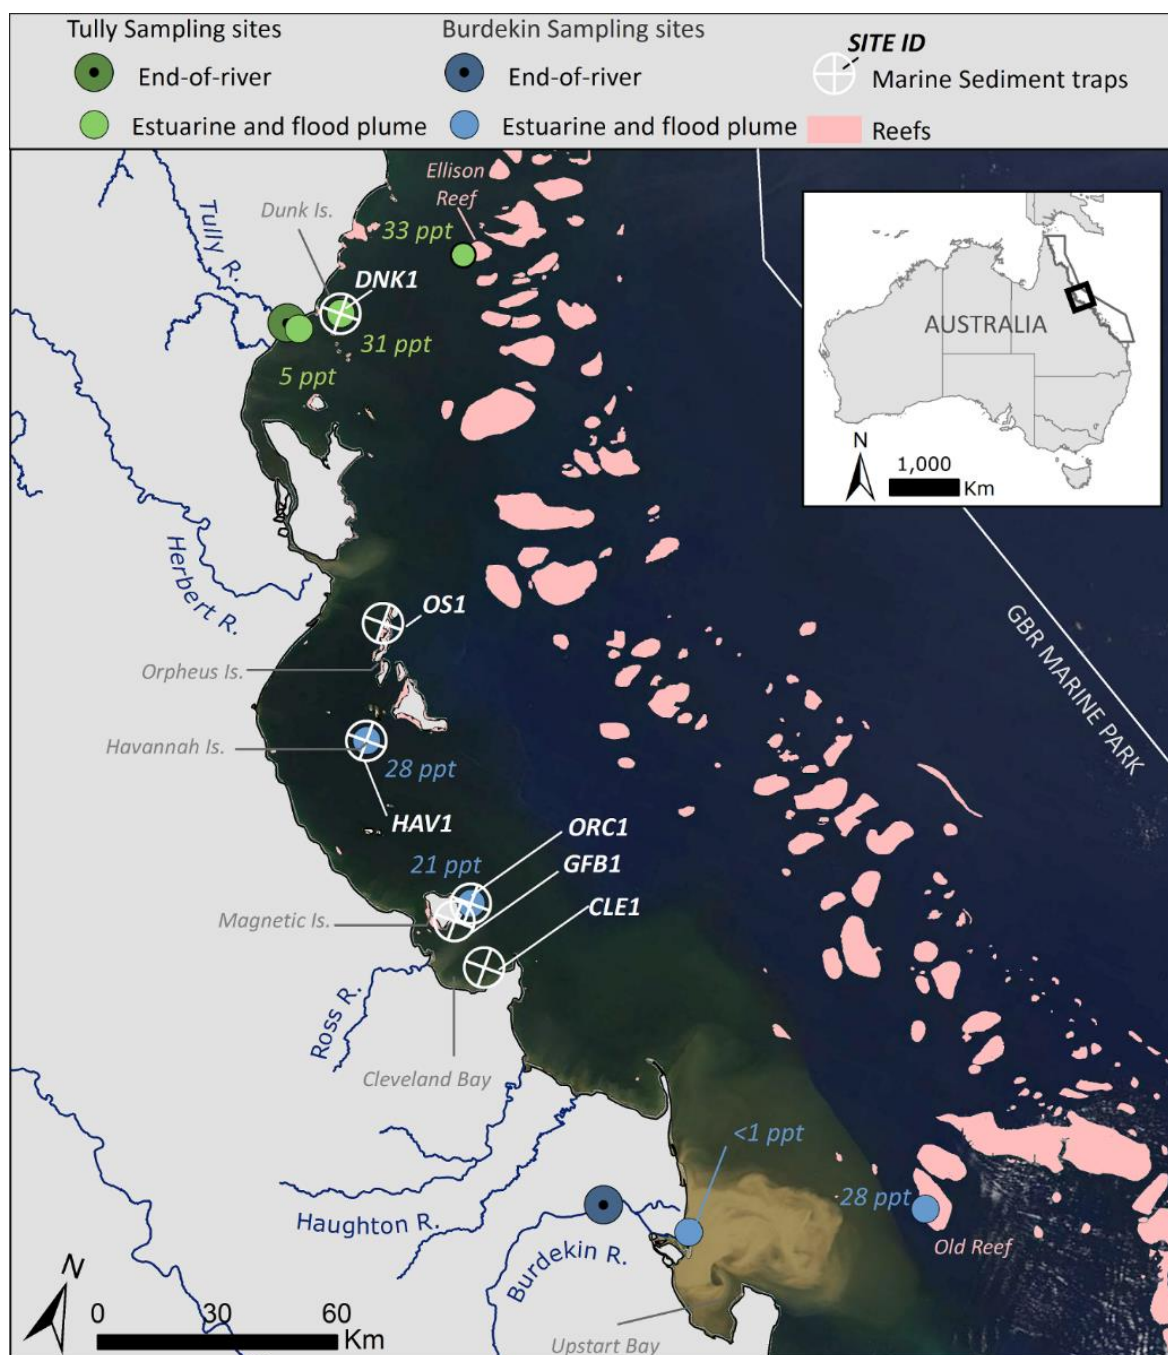 Tully Sampling sites
Burdekin Sampling sites
SITE ID
End-of-river
End-of-river
Marine Sediment traps
Estuarine and flood plume
Estuarine and flood plume
Reefs
Ellison
Reef
Dunk Is.
33 ppt
Tully R.
DNK1
31 ppt
5 ppt
AUSTRALIA
N
1,000
Km
Herbert R.
OS1
Orpheus Is.
GBR MARINE PARK
Havannah Is.
28 ppt
HAV1
ORC1
21 ppt
GFB1
CLE1
Magnetic Is.
Ross R.
Cleveland Bay
<1 ppt
28 ppt
Haughton R.
Old Reef
Burdekin R.
N
0 30 60
Km
Upstart Bay